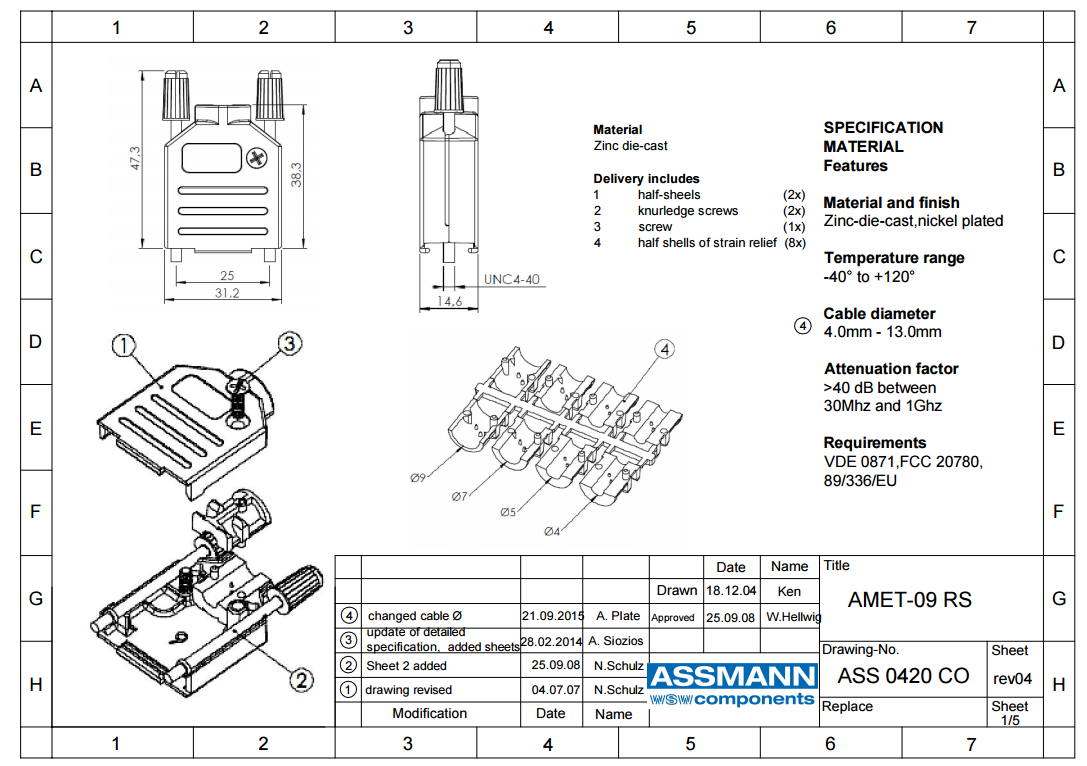 1 2 3 4 5 6 7
A A
B B
C C
D D
E E
F F
G G
H H
47,3
38,3
25
31,2
UNC4-40
14,6
Material
Zinc die-cast
Delivery includes
1 half-sheels (2x)
2 knurledge screws (2x)
3 screw (1x)
4 half shells of strain relief (8x)
SPECIFICATION
MATERIAL
Features
Material and finish
Zinc-die-cast,nickel plated
Temperature range
-40° to +120°
Cable diameter
4 4.0mm - 13.0mm
Attenuation factor
>40 dB between
30Mhz and 1Ghz
Requirements
VDE 0871,FCC 20780,
89/336/EU
1
3
2
4
Ø9
Ø7
Ø5
Ø4
Date Name
Drawn 18.12.04 Ken
4 changed cable Ø 21.09.2015 A. Plate Approved 25.09.08 W.Hellwig
3 update of detailed
specification, added sheets 28.02.2014 A. Siozios
2 Sheet 2 added 25.09.08 N.Schulz
1 drawing revised 04.07.07 N.Schulz
Modification Date Name
ASSMANN
WSW components
Title
AMET-09 RS
Drawing-No.
ASS 0420 CO
Sheet
rev04
Replace
Sheet
1/5
1 2 3 4 5 6 7